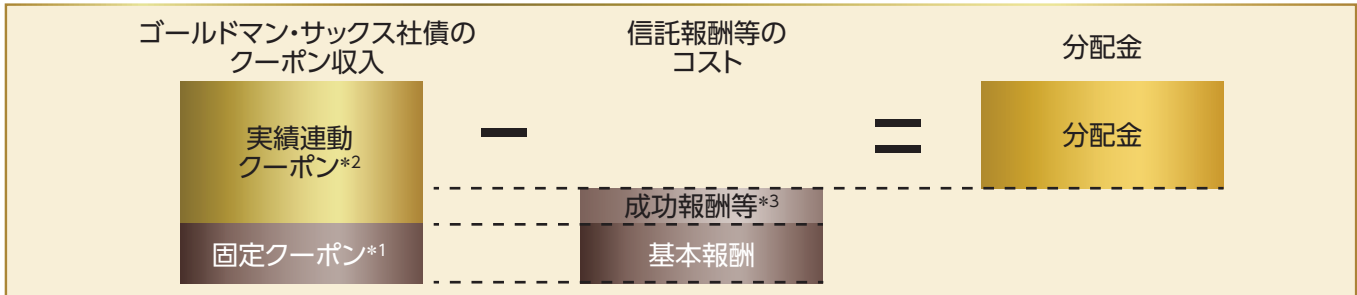 ゴールドマン・サックス社債の
クーポン収入
信託報酬等の
コスト
分配金
実績連動
クーポン*2
固定クーポン*1
−
成功報酬等*3
基本報酬
=
分配金